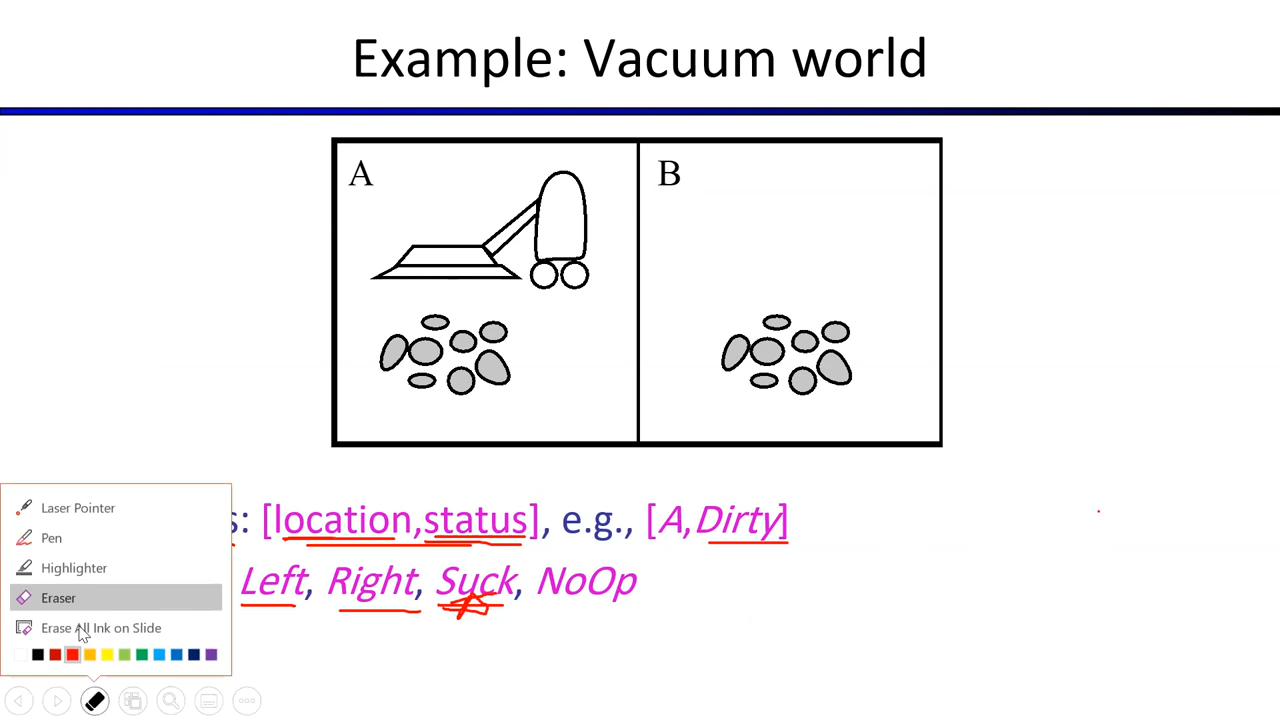 Example: Vacuum world
A
B
s: [location,status], e.g., [A,Dirty]
Left, Right, Suck, NoOp
Laser Pointer
Pen
Highlighter
Eraser
Erase All Ink on Slide